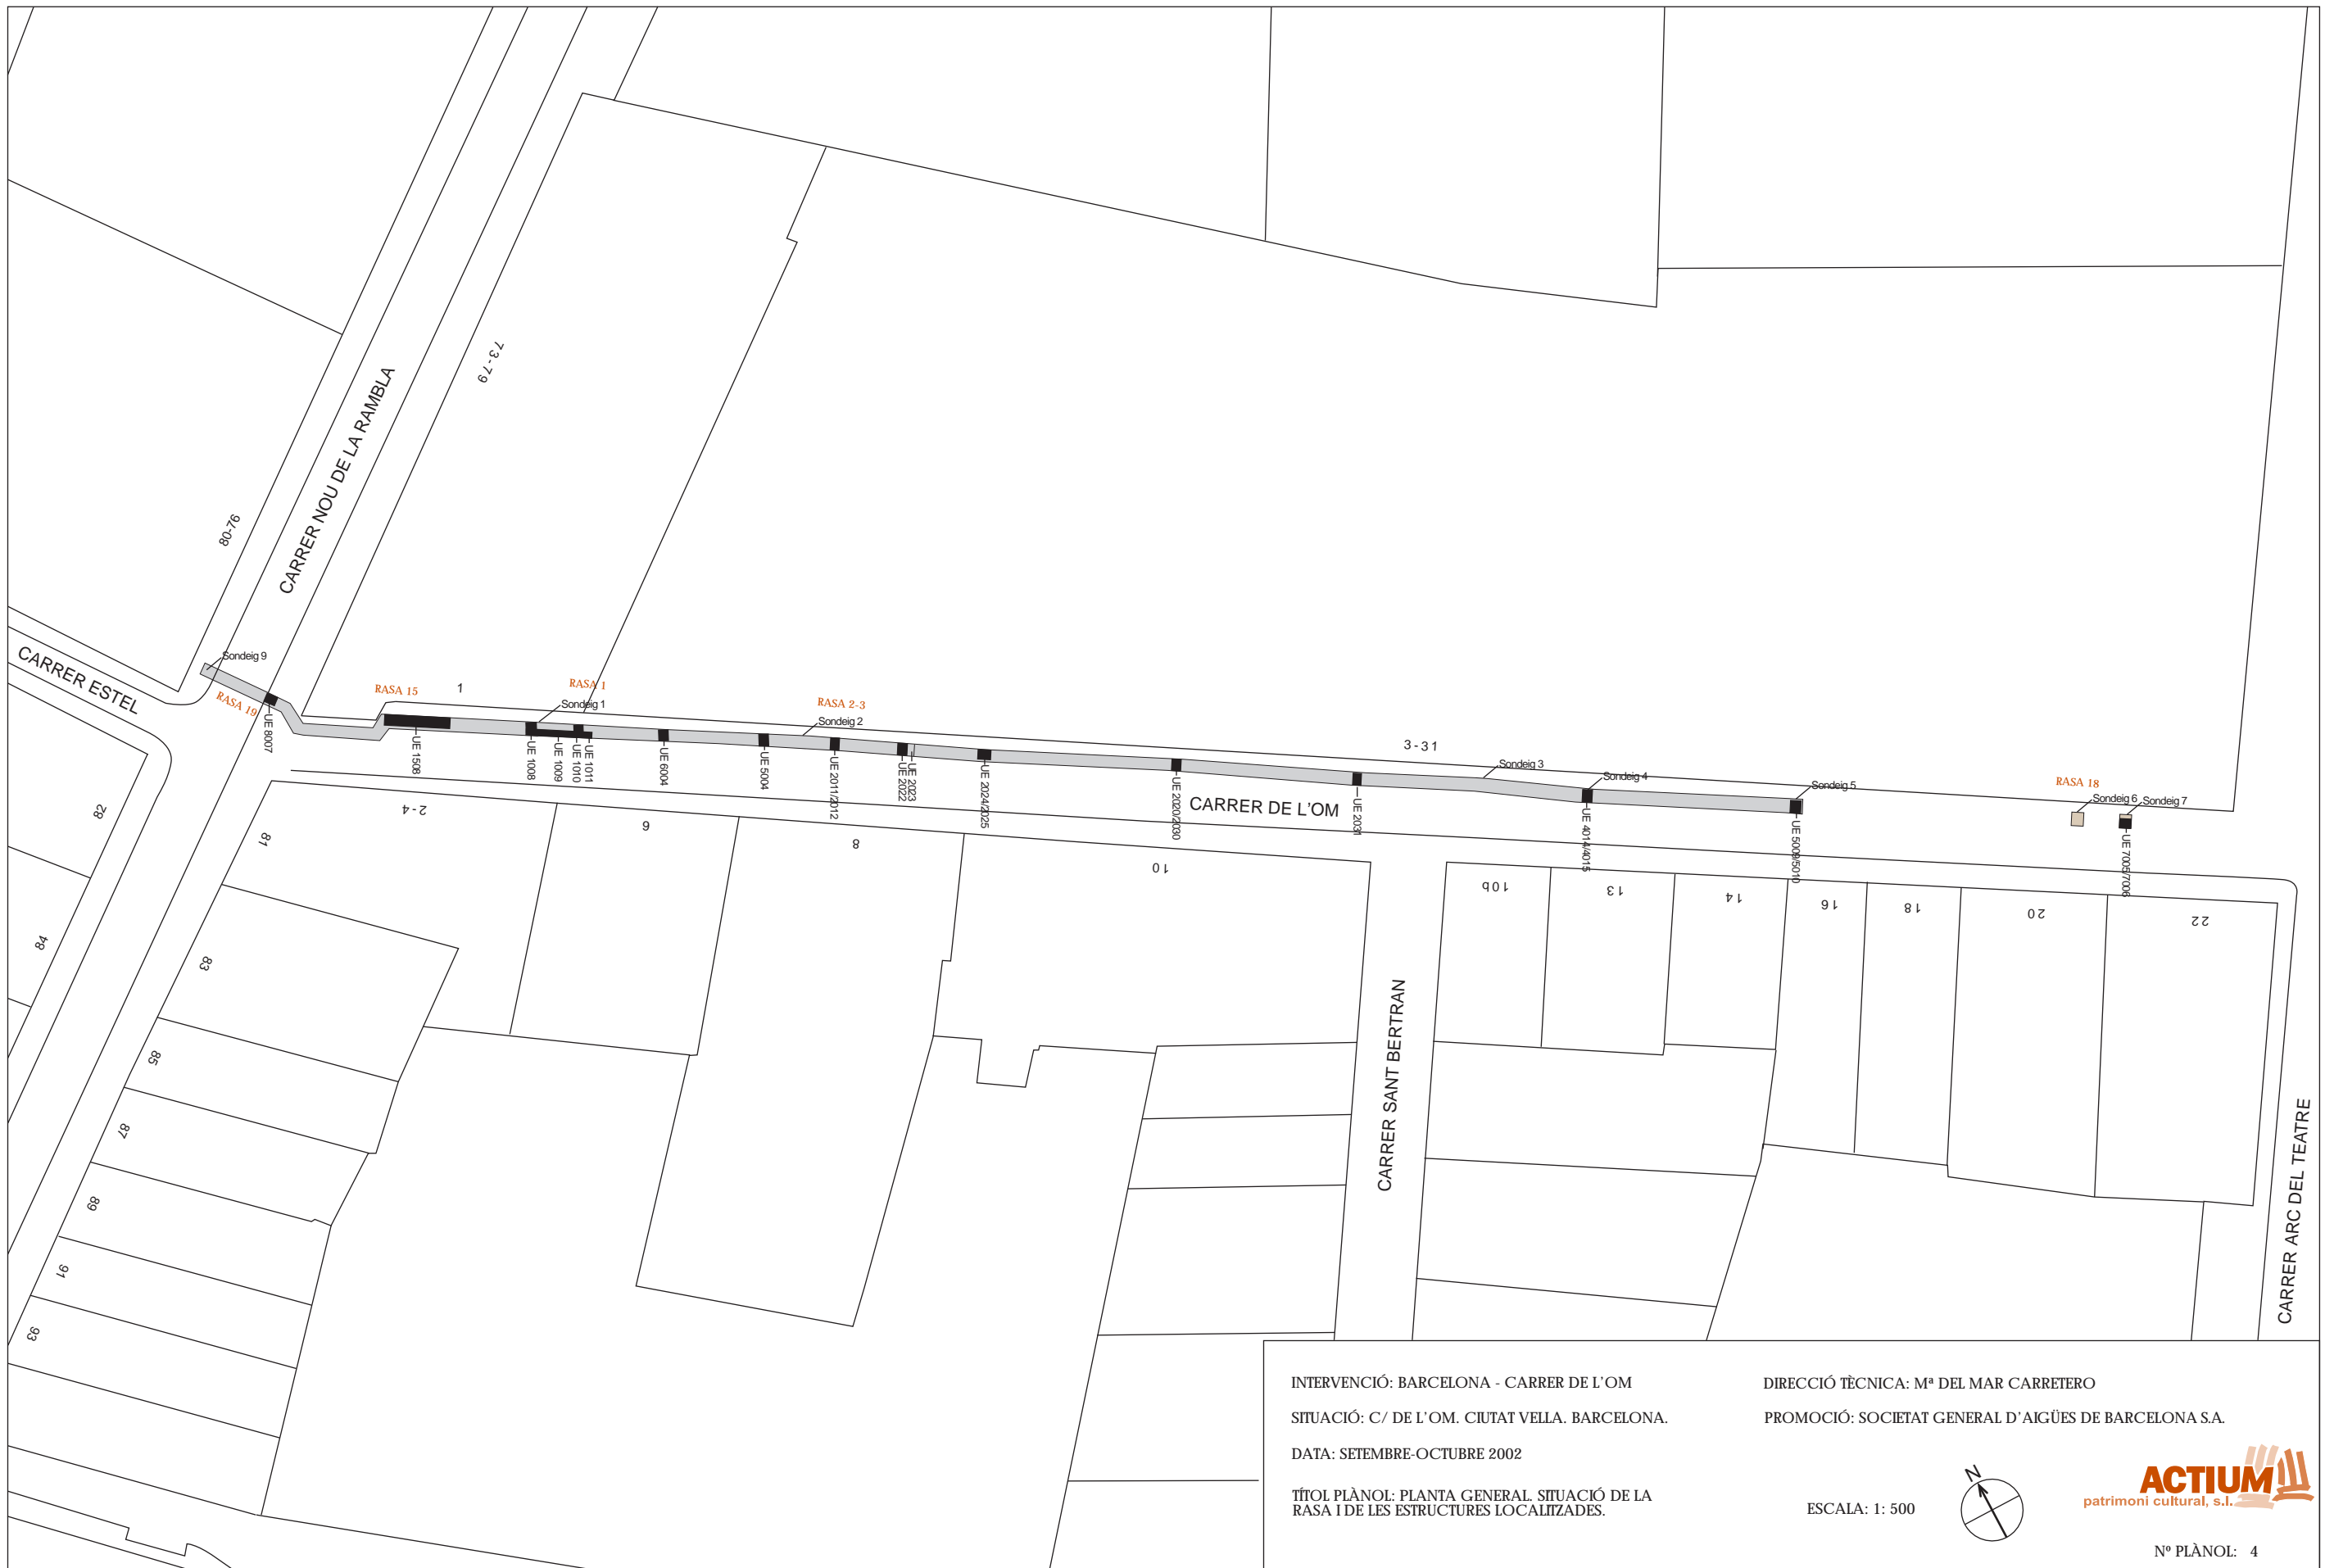 73-79
CARRER NOU DE LA RAMBLA
80-76
CARRER ESTEL
Sondeig 9
RASA 19
UE 8007
RASA 15
1
RASA 1
Sondeig 1
RASA 2-3
Sondeig 2
3-31
Sondeig 3
Sondeig 4
Sondeig 5
RASA 18
Sondeig 6
Sondeig 7
UE 1508
UE 1008
UE 1009
UE 1010
UE 1011
UE 6004
UE 5004
UE 2011/2012
UE 2022
UE 2023
UE 2024/2025
UE 2020/2030
UE 2031
UE 4014/4015
UE 5009/5010
UE 7005/7006
CARRER DE L'OM
82
84
81
83
85
87
89
91
93
2-4
6
8
10
10b
13
14
16
18
20
22
CARRER SANT BERTRAN
CARRER ARC DEL TEATRE
INTERVENCIÓ: BARCELONA - CARRER DE L'OM
SITUACIÓ: C/ DE L'OM. CIUTAT VELLA. BARCELONA.
DATA: SETEMBRE-OCTUBRE 2002
TÍTOL PLÀNOL: PLANTA GENERAL. SITUACIÓ DE LA
RASA I DE LES ESTRUCTURES LOCALITZADES.
DIRECCIÓ TÈCNICA: Mª DEL MAR CARRETERO
PROMOCIÓ: SOCIETAT GENERAL D'AIGÜES DE BARCELONA S.A.
ESCALA: 1: 500
N
ACTIUM
patrimoni cultural, s.l.
Nº PLÀNOL: 4